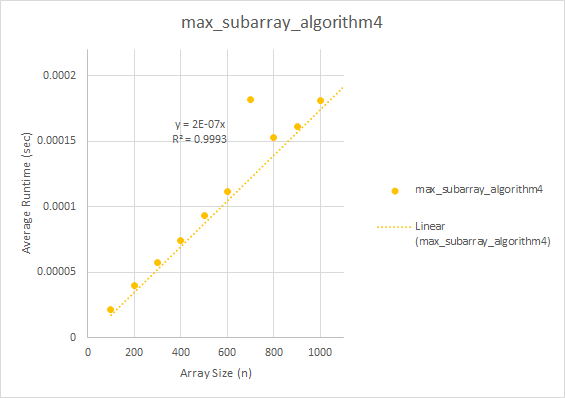 max_subarray_algorithm4
0.0002
0.00015
0.0001
0.00005
0
Average Runtime (sec)
y = 2E-07x
R² = 0.9993
0 200 400 600 800 1000
Array Size (n)
max_subarray_algorithm4
Linear
(max_subarray_algorithm4)